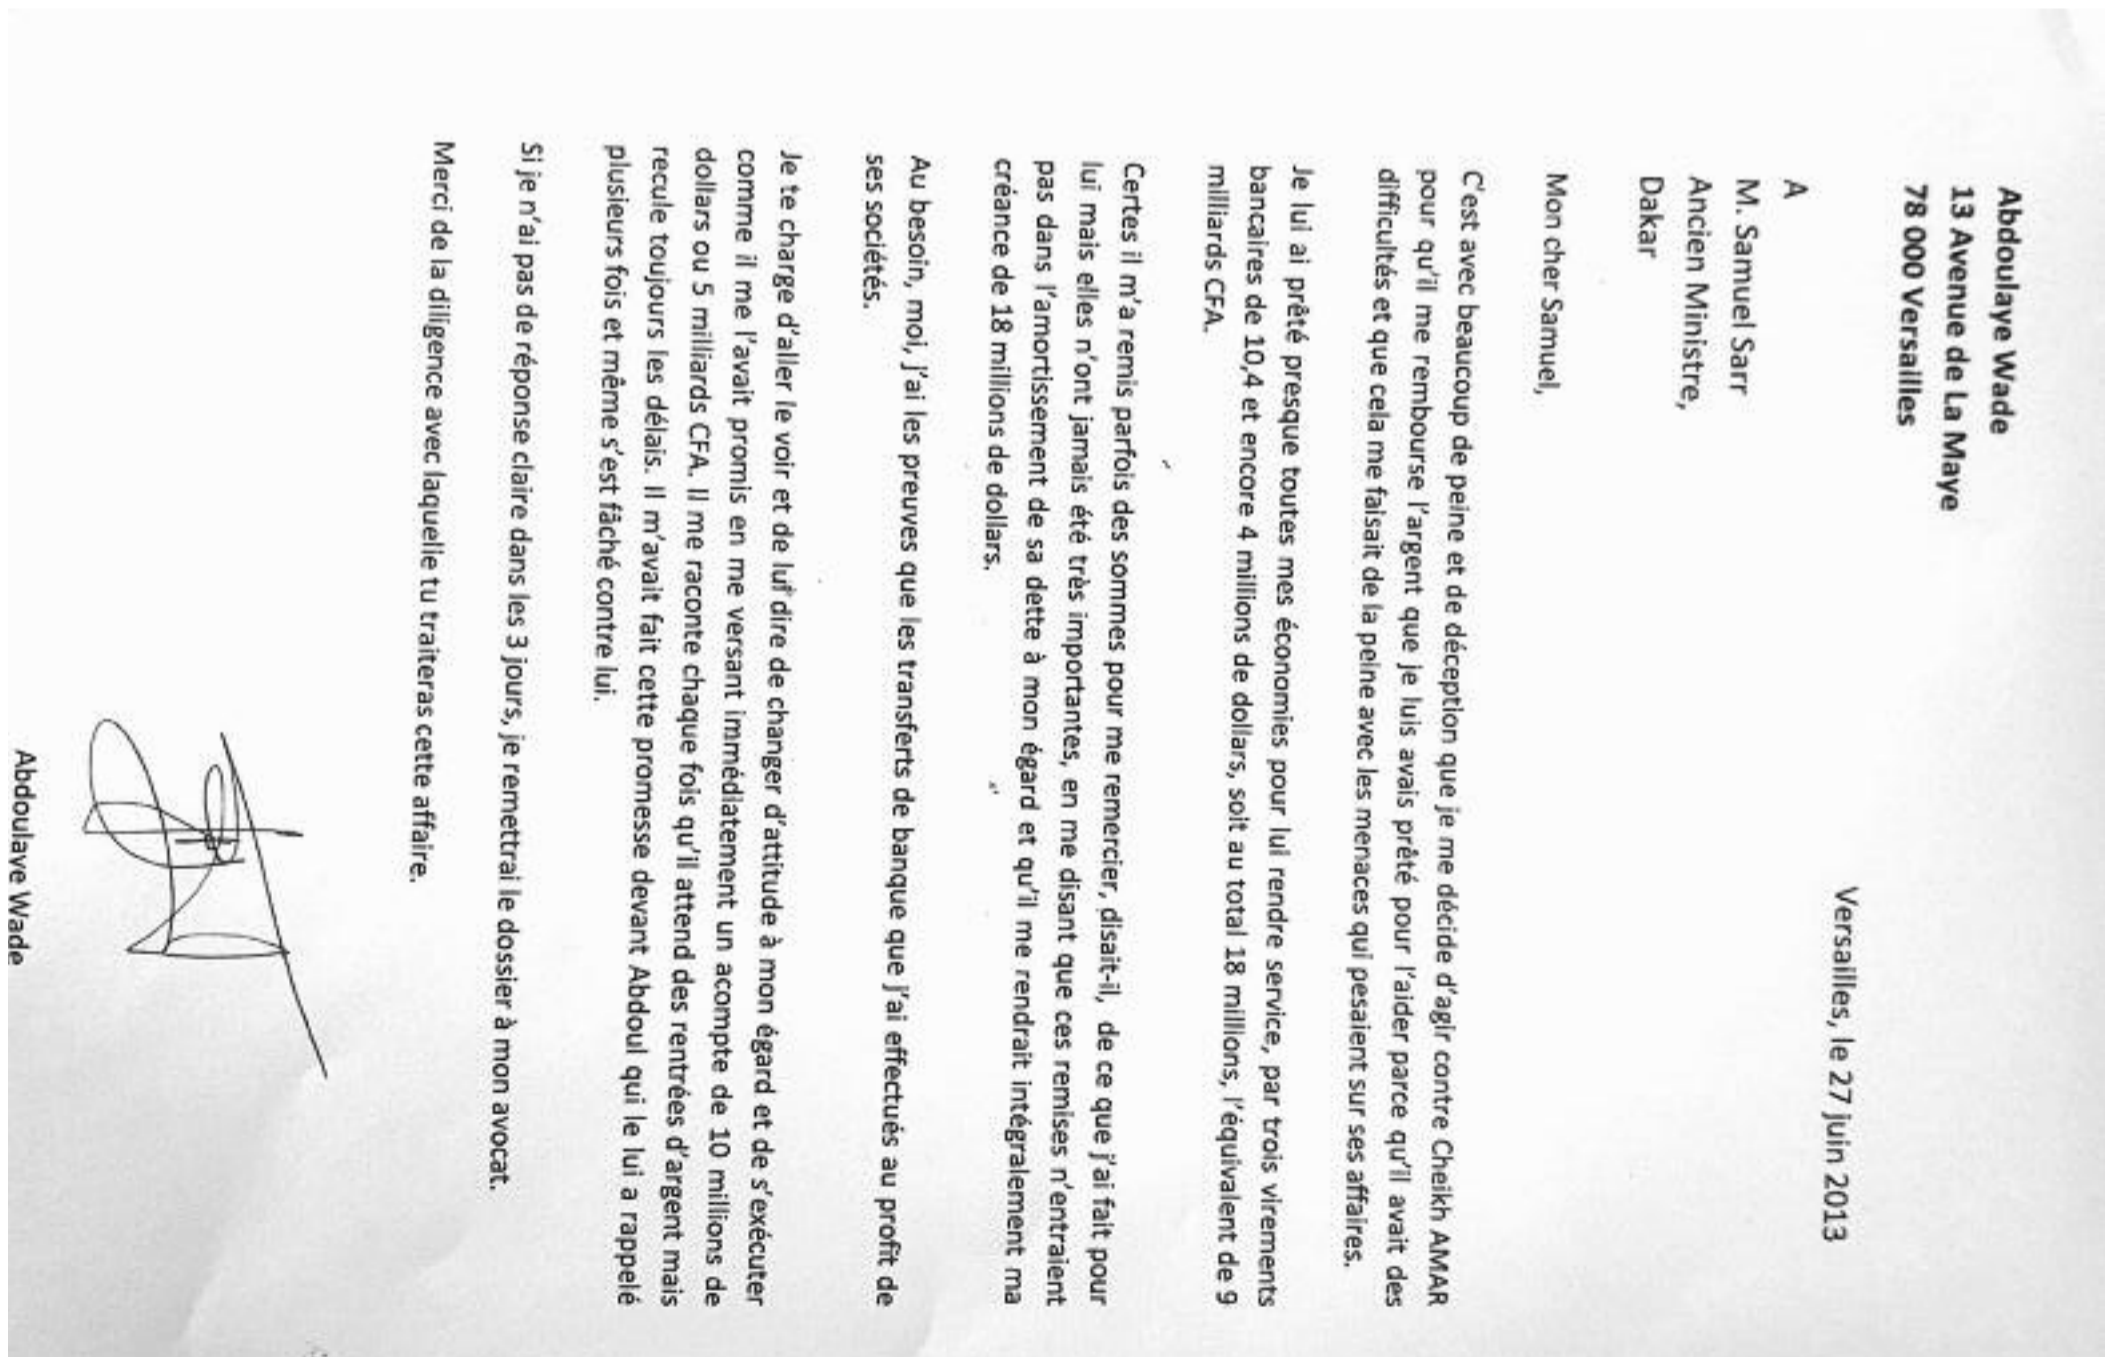 Abdoulaye Wade
13 Avenue de La Maye
78 000 Versailles
Versailles, le 27 juin 2013
A
M. Samuel Sarr
Ancien Ministre,
Dakar
Mon cher Samuel,
C'est avec beaucoup de peine et de déception que je me décide d'agir contre Cheikh AMAR
pour qu'il me rembourse l'argent que je luis avais prêté pour l'aider parce qu'il avait des
difficultés et que cela me faisait de la peine avec les menaces qui pesaient sur ses affaires.
Je lui ai prêté presque toutes mes économies pour lui rendre service, par trois virements
bancaires de 10,4 et encore 4 millions de dollars, soit au total 18 millions, l'équivalent de 9
milliards CFA.
Certes il m'a remis parfois des sommes pour me remercier, disait-il, de ce que j'ai fait pour
lui mais elles n'ont jamais été très importantes, en me disant que ces remises n'entraient
pas dans l'amortissement de sa dette à mon égard et qu'il me rendrait intégralement ma
créance de 18 millions de dollars.
Au besoin, moi, j'ai les preuves que les transferts de banque que j'ai effectués au profit de
ses sociétés.
Je te charge d'aller le voir et de lui dire de changer d'attitude à mon égard et de s'exécuter
comme il me l'avait promis en me versant immédiatement un acompte de 10 millions de
dollars ou 5 milliards CFA. Il me raconte chaque fois qu'il attend des rentrées d'argent mais
recule toujours les délais. Il m'avait fait cette promesse devant Abdoul qui le lui a rappelé
plusieurs fois et même s'est fâché contre lui.
Si je n'ai pas de réponse claire dans les 3 jours, je remettrai le dossier à mon avocat.
Merci de la diligence avec laquelle tu traiteras cette affaire.
Abdoulaye Wade